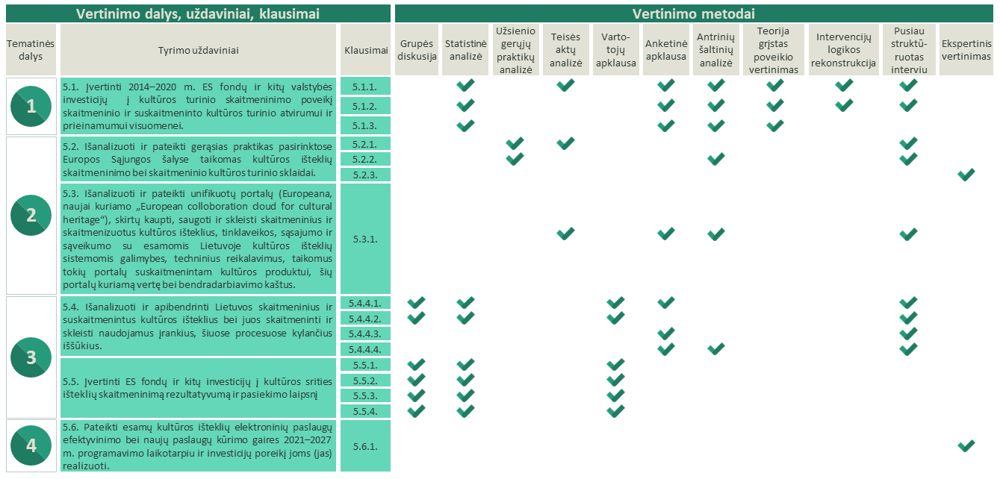 Vertinimo dalys, uždaviniai, klausimai
Vertinimo metodai
Tematinės
dalys
Tyrimo uždaviniai
Klausimai
Grupės
diskusija
Statistinė
analizė
Užsienio
gerųjų
praktikų
analizė
Teisės
aktų
analizė
Varto-
tojų
apklausa
Anketinė
apklausa
Antrinių
šaltinių
analizė
Teorija
grįstas
poveikio
vertinimas
Intervencijų
logikos
rekonstrukcija
Pusiau
struktū-
ruotas
interviu
Ekspertinis
vertinimas
1
5.1. Įvertinti 2014–2020 m. ES fondų ir kitų valstybės
investicijų į kultūros turinio skaitmeninimo poveikį
skaitmeninio ir suskaitmeninto kultūros turinio atvirumui ir
prieinamumui visuomenei.
5.1.1.
5.1.2.
5.1.3.
2
5.2. Išanalizuoti ir pateikti gerąsias praktikas pasirinktose
Europos Sąjungos šalyse taikomas kultūros išteklių
skaitmeninimo bei skaitmeninio kultūros turinio sklaidai.
5.2.1.
5.2.2.
5.2.3.
5.3. Išanalizuoti ir pateikti unifikuotų portalų (Europeana,
naujai kuriamo „European colloboration cloud for cultural
heritage“), skirtų kaupti, saugoti ir skleisti skaitmeninius ir
skaitmenizuotus kultūros išteklius, tinklaveikos, sąsajumo ir
sąveikumo su esamomis Lietuvoje kultūros išteklių
sistemomis galimybes, techninius reikalavimus, taikomus
tokių portalų suskaitmenintam kultūros produktui, šių
portalų kuriamą vertę bei bendradarbiavimo kaštus.
5.3.1.
3
5.4. Išanalizuoti ir apibendrinti Lietuvos skaitmeninius ir
suskaitmenintus kultūros išteklius bei juos skaitmeninti ir
skleisti naudojamus įrankius, šiuose procesuose kylančius
iššūkius.
5.4.4.1.
5.4.4.2.
5.4.4.3.
5.4.4.4.
5.5. Įvertinti ES fondų ir kitų investicijų į kultūros srities
išteklių skaitmeninimą rezultatyvumą ir pasiekimo laipsnį
5.5.1.
5.5.2.
5.5.3.
5.5.4.
4
5.6. Pateikti esamų kultūros išteklių elektroninių paslaugų
efektyvinimo bei naujų paslaugų kūrimo gaires 2021–2027
m. programavimo laikotarpiu ir investicijų poreikį joms (jas)
realizuoti.
5.6.1.